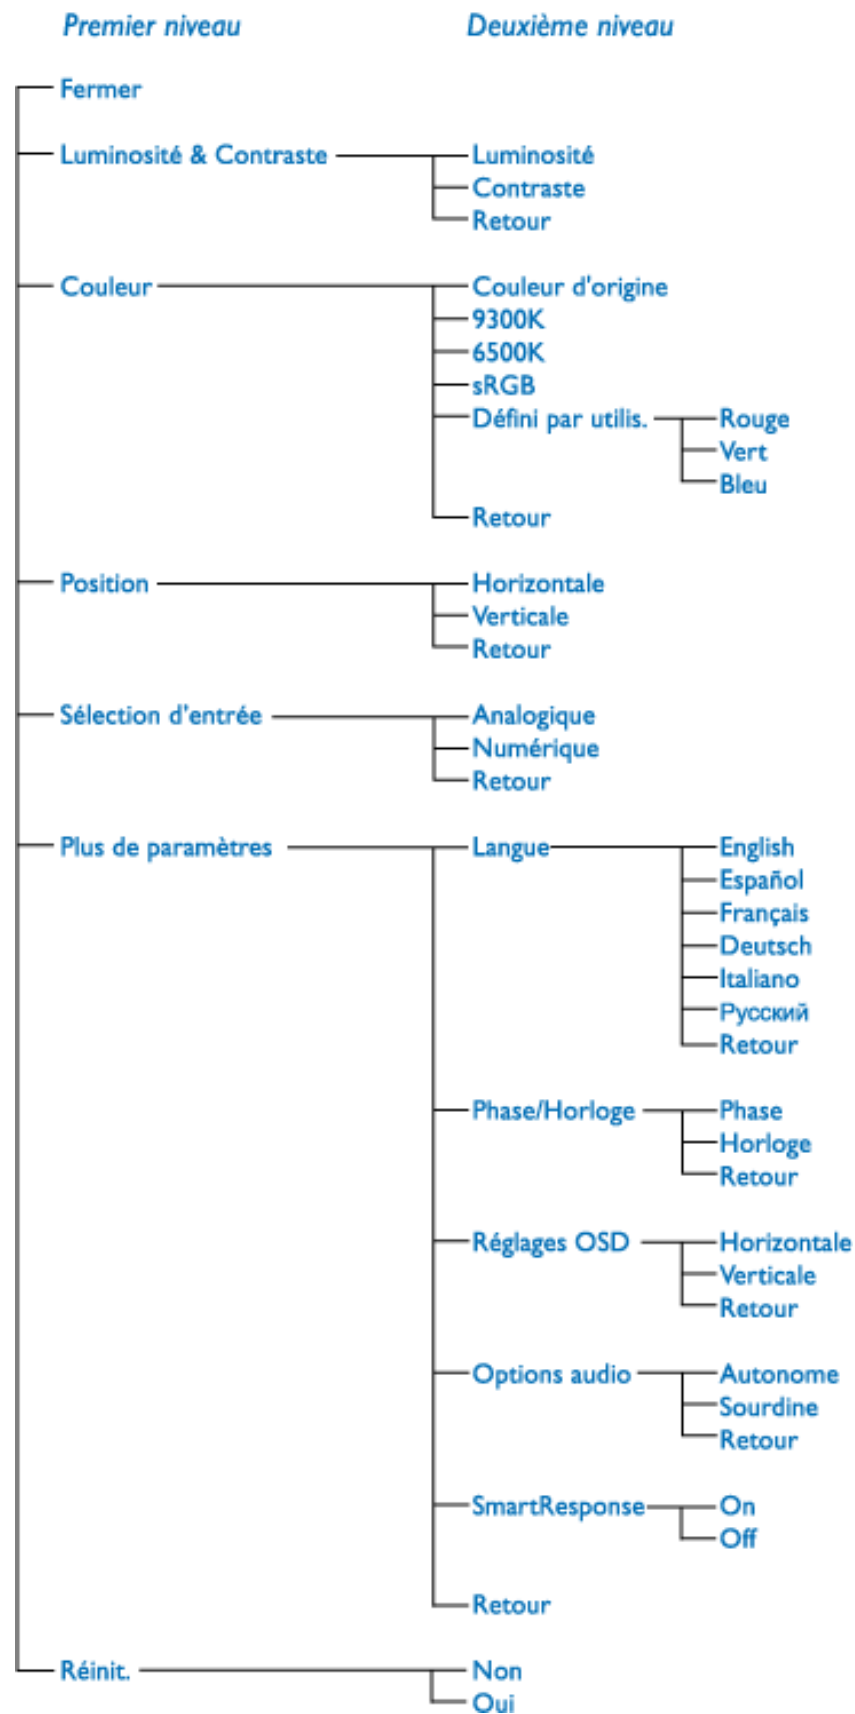 Premier niveau Deuxième niveau
Fermer
Luminosité & Contraste Luminosité
Contraste
Retour
Couleur Couleur d'origine
9300K
6500K
sRGB
Défini par utilis. Rouge
Vert
Bleu
Retour
Position Horizontale
Verticale
Retour
Sélection d'entrée Analogique
Numérique
Retour
Plus de paramètres Langue English
Español
Français
Deutsch
Italiano
Русский
Retour
Phase/Horloge Phase
Horloge
Retour
Réglages OSD Horizontale
Verticale
Retour
Options audio Autonome
Sourdine
Retour
SmartResponse On
Off
Retour
Réinit. Non
Oui